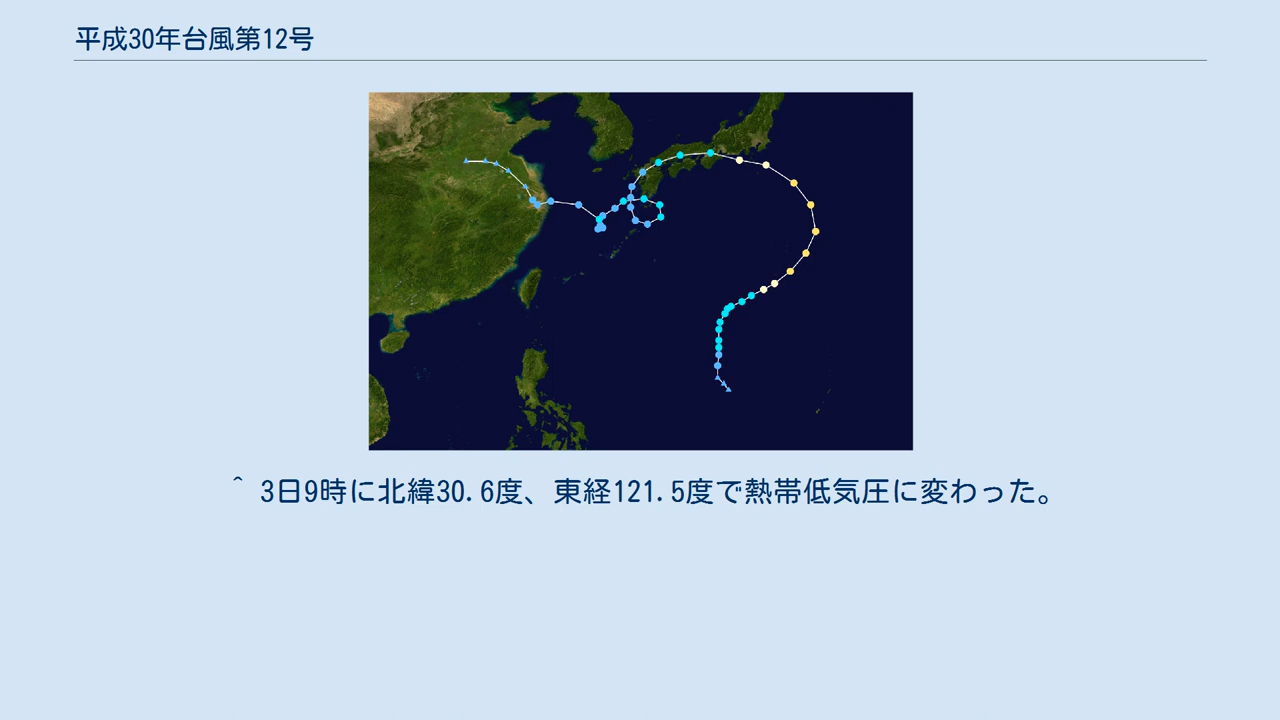 平成30年台風第12号
^ 3日9時に北緯30.6度、東経121.5度で熱帯低気圧に変わった。